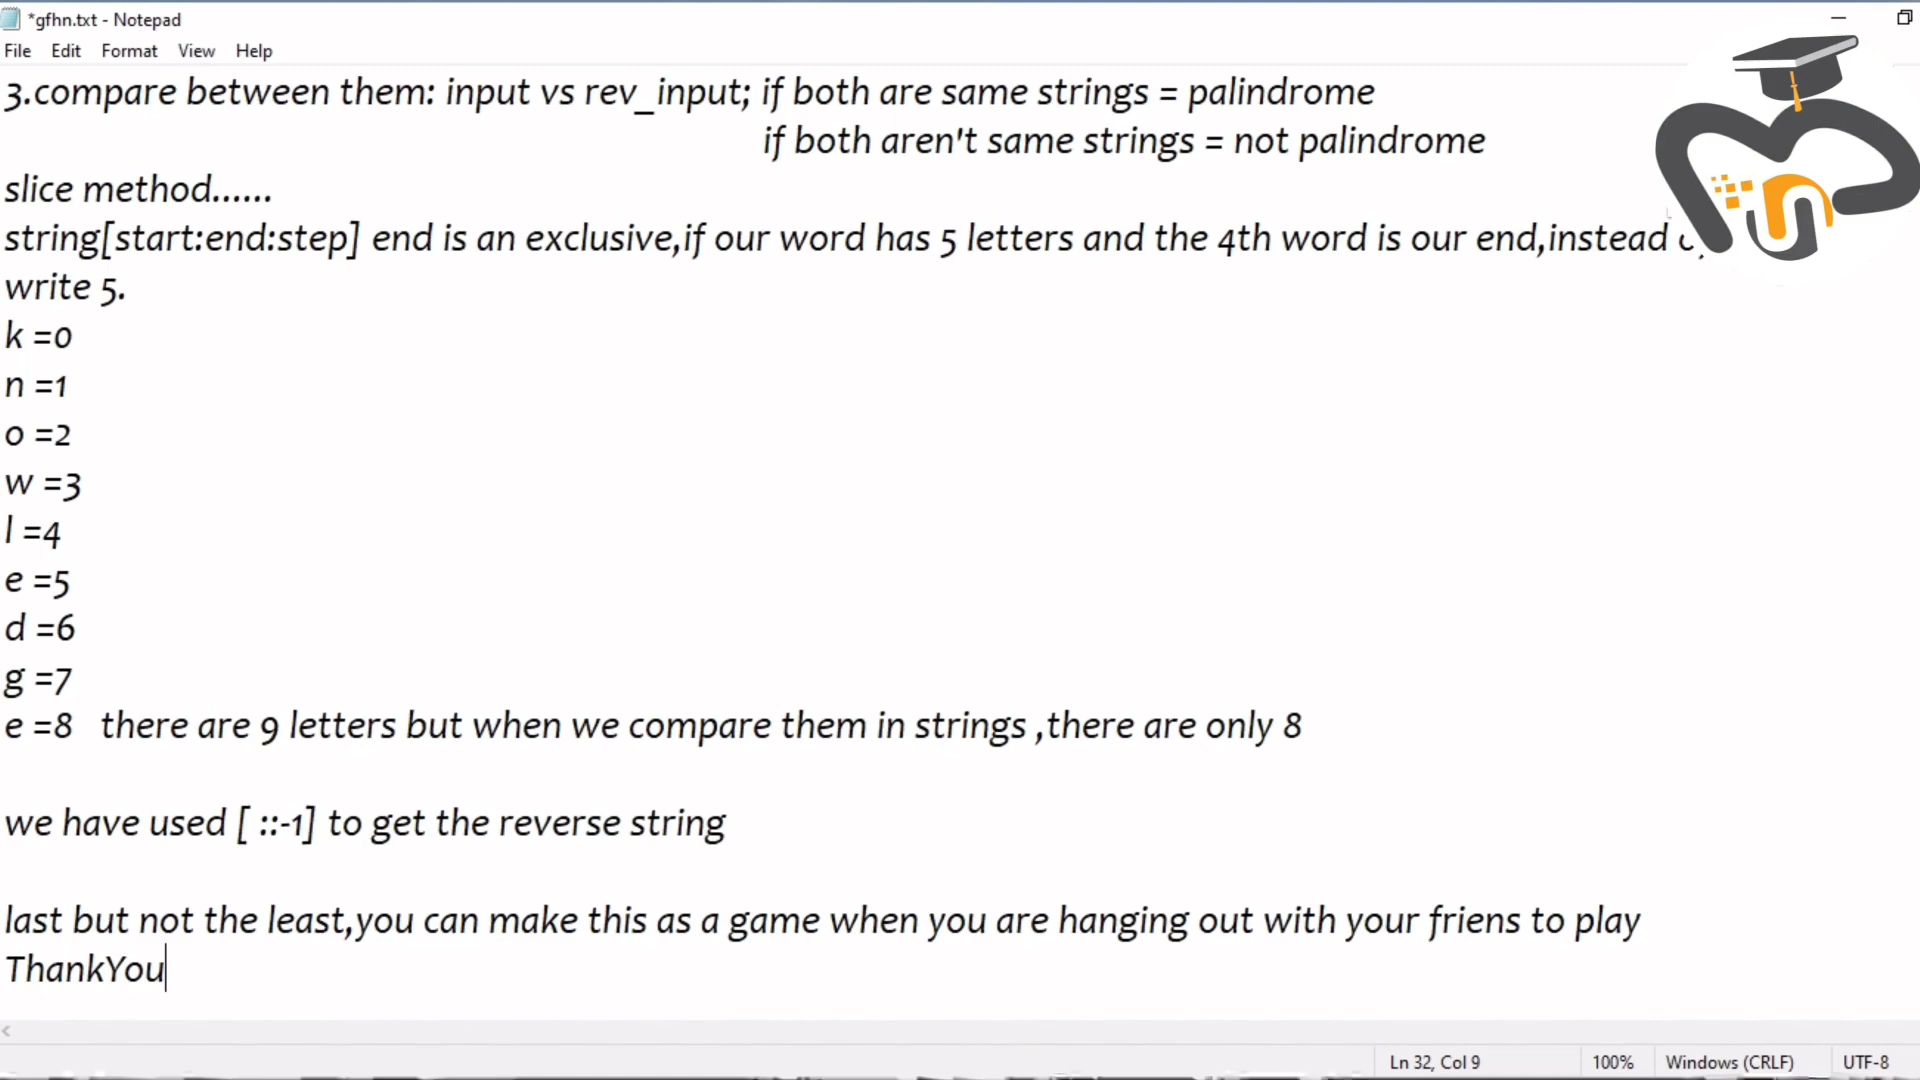 *gfhn.txt - Notepad
File Edit Format View Help
3.compare between them: input vs rev_input; if both are same strings = palindrome
if both aren't same strings = not palindrome
slice method......
string[start:end:step] end is an exclusive,if our word has 5 letters and the 4th word is our end,instead
write 5.
k =0
n =1
o =2
w =3
l =4
e =5
d =6
g =7
e =8 there are 9 letters but when we compare them in strings ,there are only 8
we have used [ ::-1] to get the reverse string
last but not the least,you can make this as a game when you are hanging out with your friens to play
ThankYou
Ln 32, Col 9 100% Windows (CRLF) UTF-8